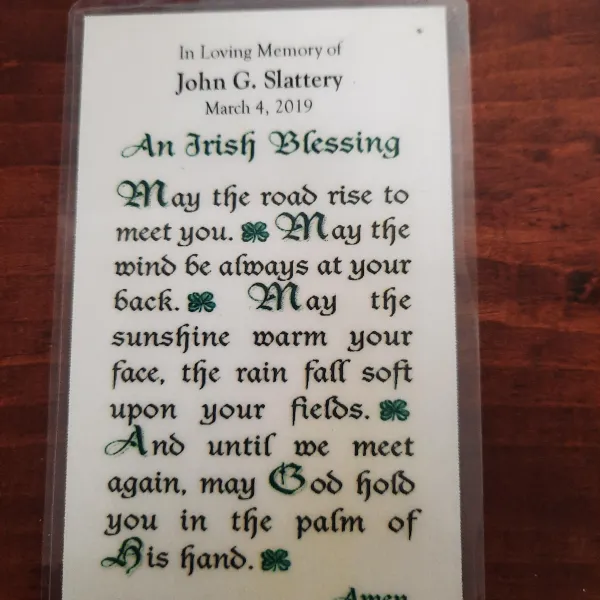 In Loving Memory of
John G. Slattery
March 4, 2019
An Irish Blessing
May the road rise to
meet you. May the
wind be always at your
back. May the
sunshine warm your
face, the rain fall soft
upon your fields.
And until we meet
again, may God hold
you in the palm of
His hand.
Amen